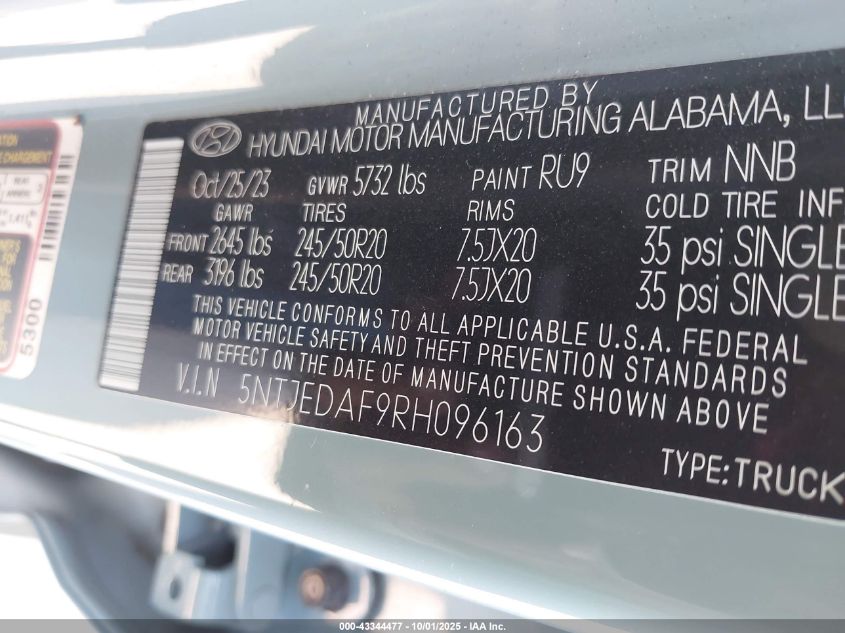 MANUFACTURED BY
HYUNDAI MOTOR MANUFACTURING ALABAMA, LLC
Oct/25/23 GVWR 5732 lbs PAINT RU9 TRIM NNB
GAWR TIRES RIMS COLD TIRE INF
FRONT 2645 lbs 245/50R20 7.5JX20 35 psi SINGLE
REAR 3196 lbs 245/50R20 7.5JX20 35 psi SINGLE
THIS VEHICLE CONFORMS TO ALL APPLICABLE U.S.A. FEDERAL
MOTOR VEHICLE SAFETY AND THEFT PREVENTION STANDARDS
IN EFFECT ON THE DATE OF MANUFACTURE SHOWN ABOVE
V.I.N 5NTJEDAF9RH096163
TYPE:TRUCK
5300
000-43344477 - 10/01/2025 - IAA Inc.